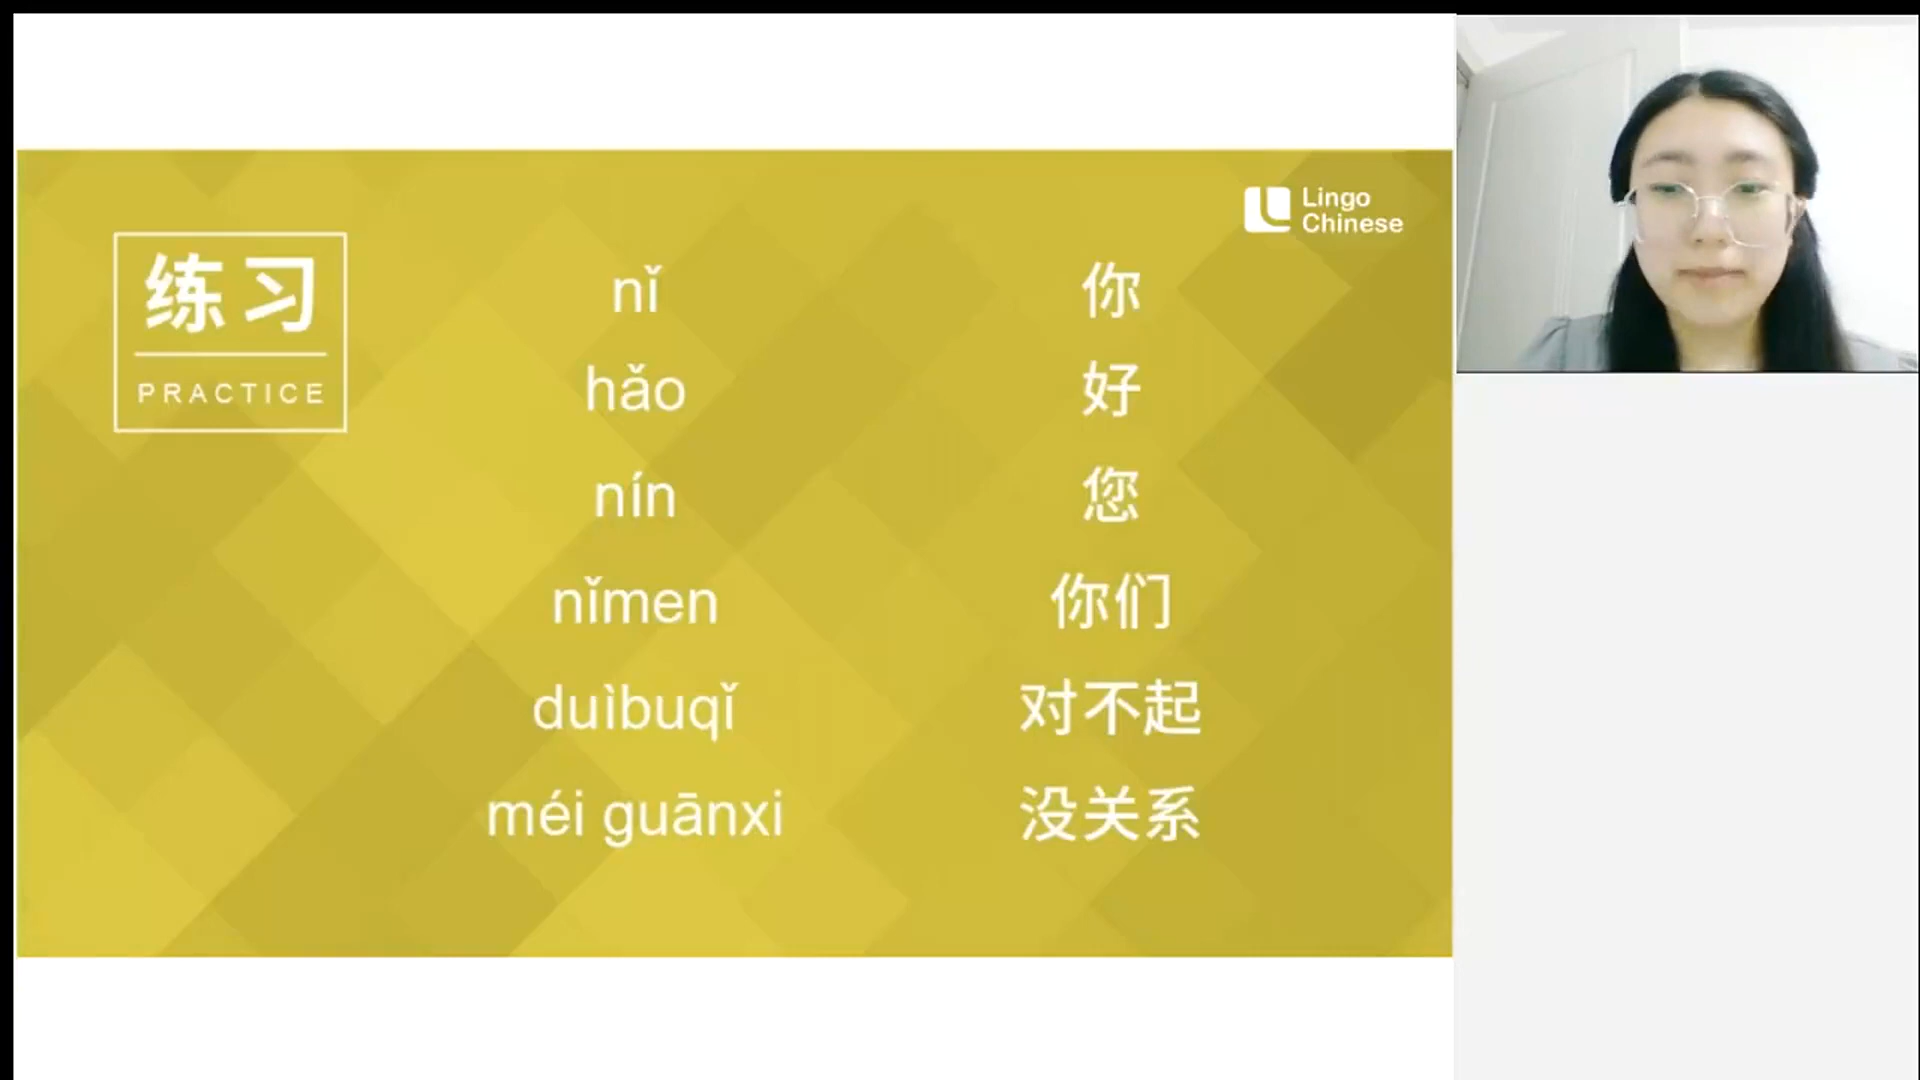 练习
PRACTICE
Lingo
Chinese
nǐ 你
hǎo 好
nín 您
nǐmen 你们
duìbuqǐ 对不起
méi guānxi 没关系